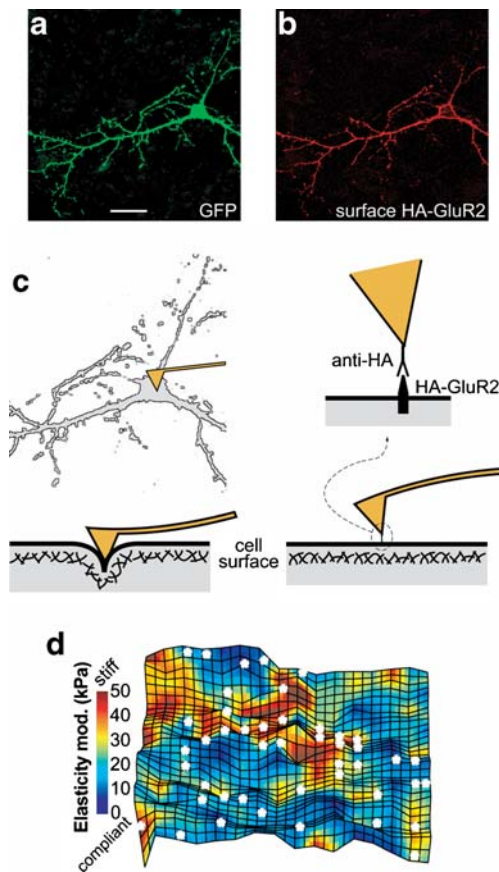 a
GFP
b
surface HA-GluR2
c
anti-HA
HA-GluR2
cell
surface
d
Elasticity mod. (kPa)
stiff
50
40
30
20
10
0
compliant